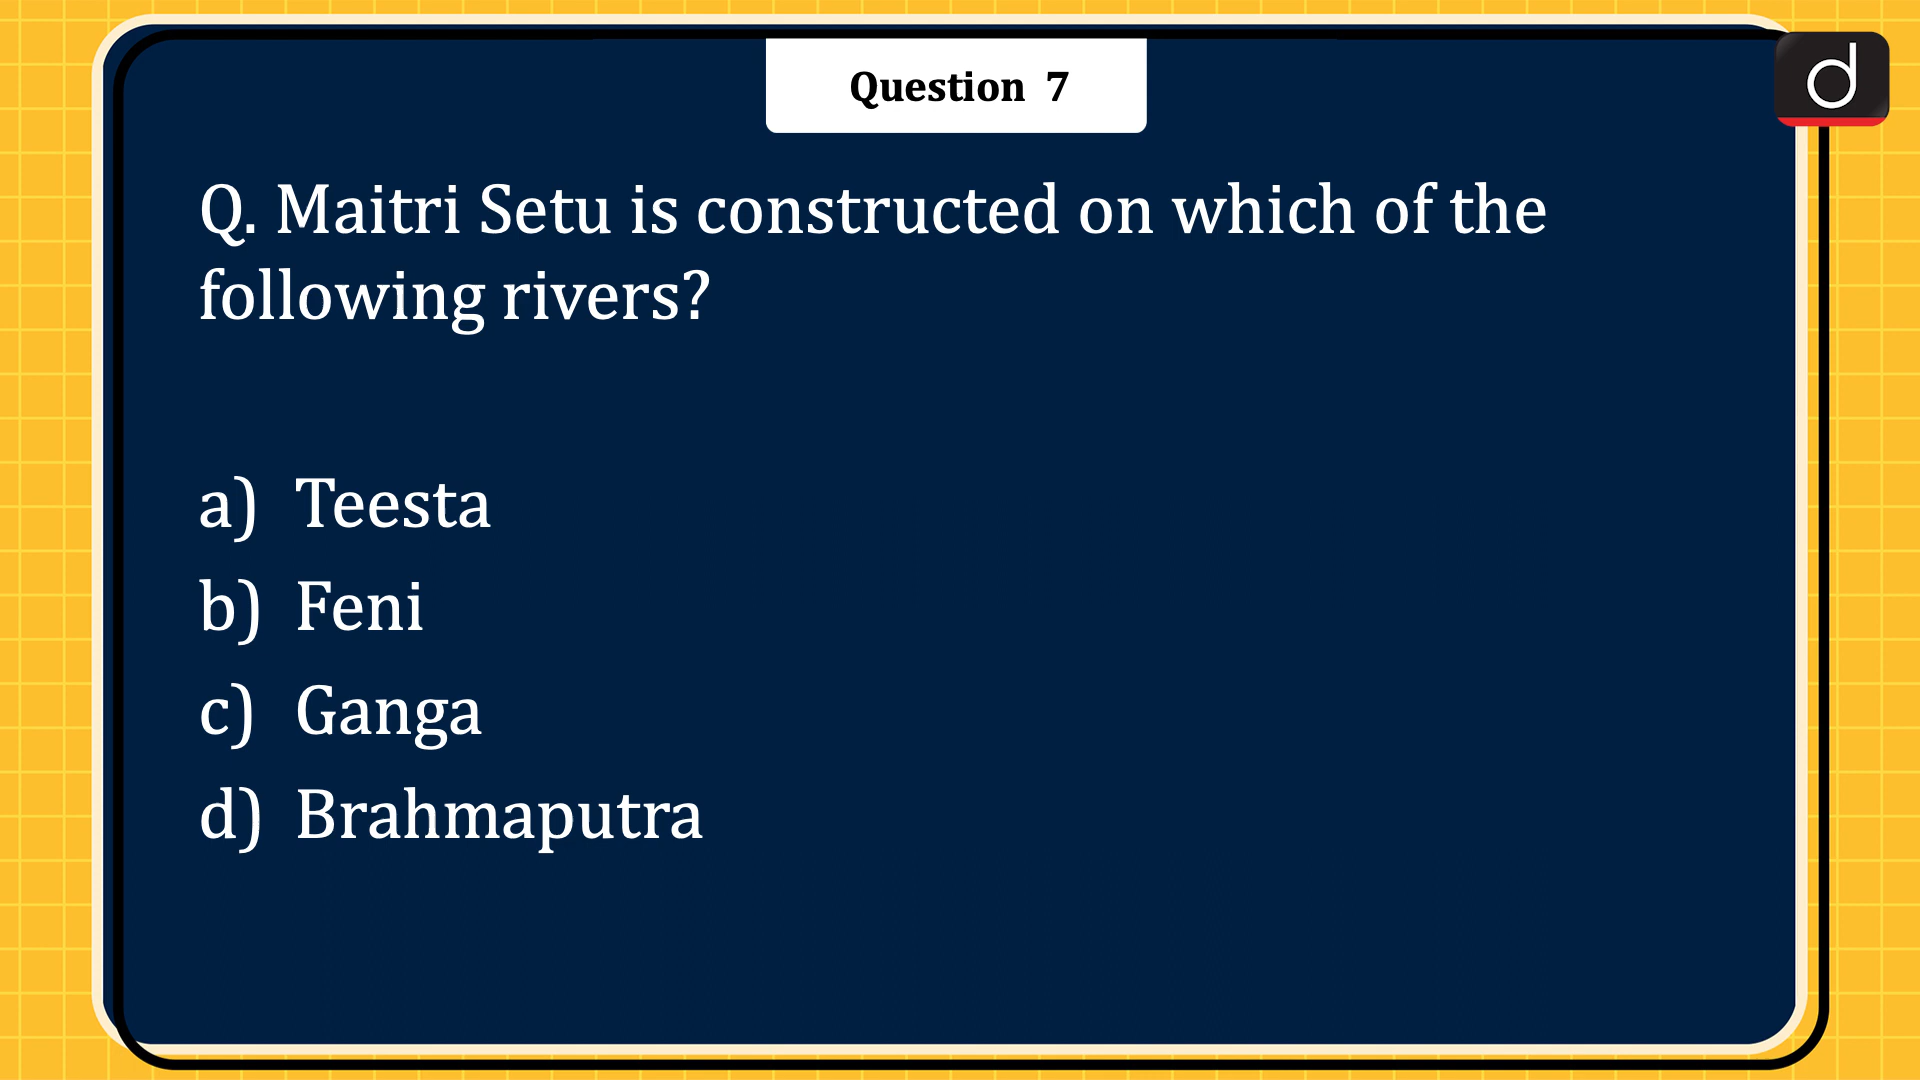 Question 7
Q. Maitri Setu is constructed on which of the
following rivers?
a) Teesta
b) Feni
c) Ganga
d) Brahmaputra
d